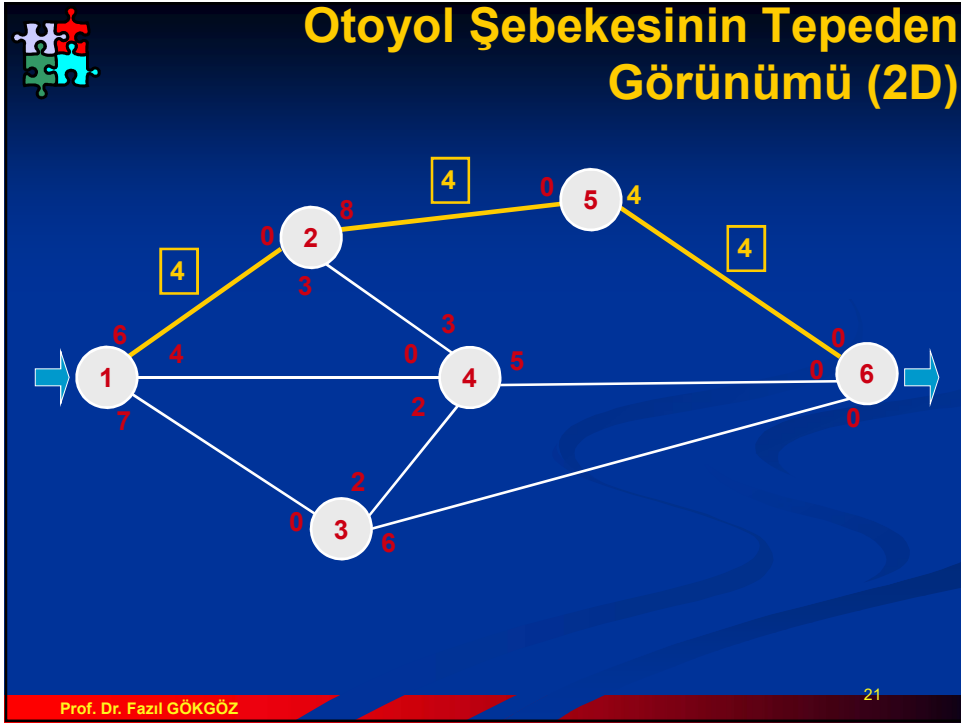 Otoyol Şebekesinin Tepeden
Görünümü (2D)
4
0 5 4
8
0 2
4
4
3
3
6
4 0 5 0
1 4 0 6
7 2 0
2
0 3 6
21
Prof. Dr. Fazıl GÖKGÖZ